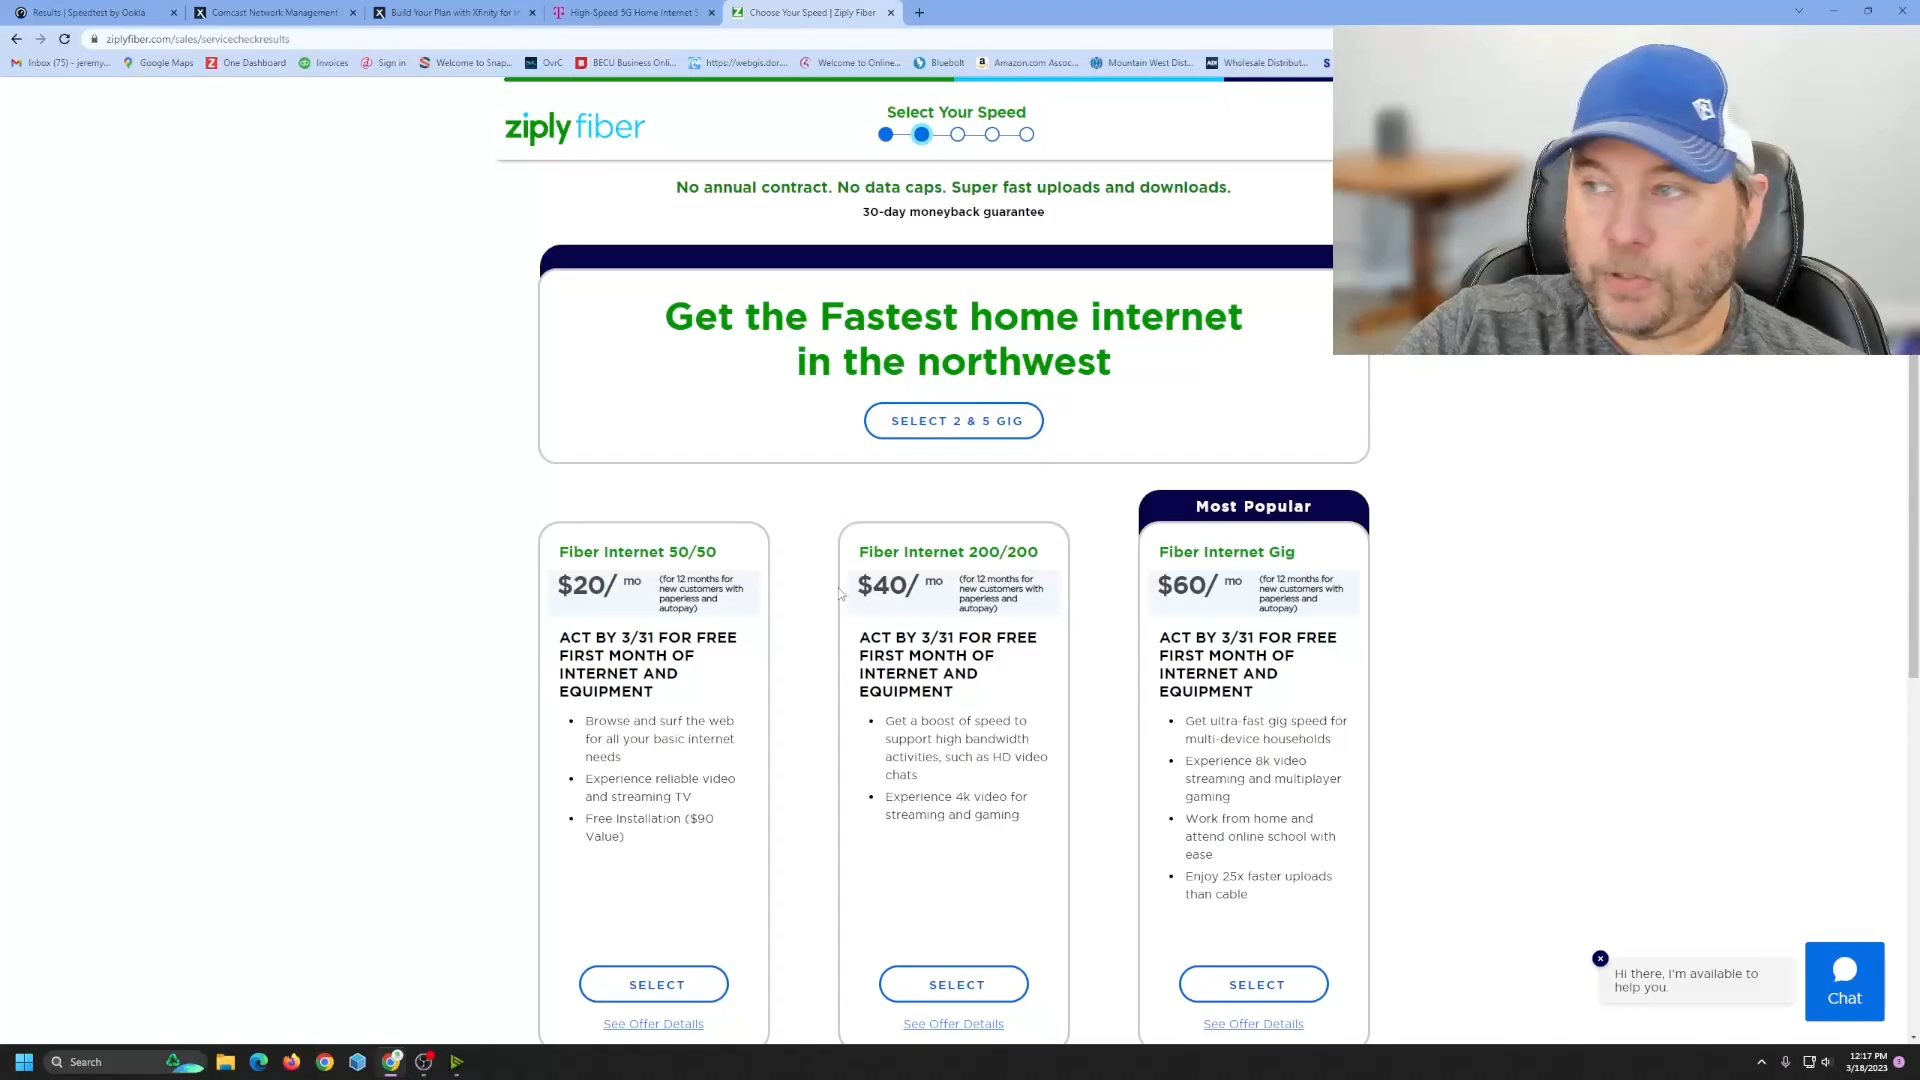 Results | Speedtest by Ookla
Comcast Network Management
Build Your Plan with Xfinity for In
High-Speed 5G Home Internet S
Choose Your Speed | Ziply Fiber
ziplyfiber.com/sales/servicecheckresults
Inbox (75) - jeremy...
Google Maps
One Dashboard
Invoices
Sign in
Welcome to Snap...
OvrC
BECU Business Onli...
https://webgis.dor....
Welcome to Online...
Bluebolt
Amazon.com Assoc...
Mountain West Dist...
Wholesale Distribut...
ziply fiber
Select Your Speed
No annual contract. No data caps. Super fast uploads and downloads.
30-day moneyback guarantee
Get the Fastest home internet
in the northwest
SELECT 2 & 5 GIG
Fiber Internet 50/50
$20/ mo
(for 12 months for
new customers with
paperless and
autopay)
ACT BY 3/31 FOR FREE
FIRST MONTH OF
INTERNET AND
EQUIPMENT
• Browse and surf the web
for all your basic internet
needs
• Experience reliable video
and streaming TV
• Free Installation ($90
Value)
SELECT
See Offer Details
Fiber Internet 200/200
$40/ mo
(for 12 months for
new customers with
paperless and
autopay)
ACT BY 3/31 FOR FREE
FIRST MONTH OF
INTERNET AND
EQUIPMENT
• Get a boost of speed to
support high bandwidth
activities, such as HD video
chats
• Experience 4k video for
streaming and gaming
SELECT
See Offer Details
Most Popular
Fiber Internet Gig
$60/ mo
(for 12 months for
new customers with
paperless and
autopay)
ACT BY 3/31 FOR FREE
FIRST MONTH OF
INTERNET AND
EQUIPMENT
• Get ultra-fast gig speed for
multi-device households
• Experience 8k video
streaming and multiplayer
gaming
• Work from home and
attend online school with
ease
• Enjoy 25x faster uploads
than cable
SELECT
See Offer Details
Hi there, I'm available to
help you.
Chat
Search
12:17 PM
3/18/2023